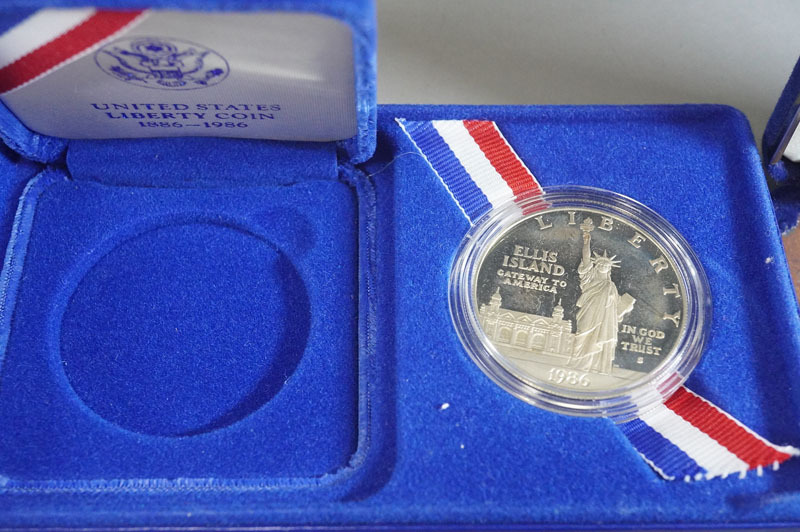 UNITED STATES
LIBERTY COIN
1886-1986
LIBERTY
ELLIS
ISLAND
GATEWAY TO
AMERICA
IN GOD
WE
TRUST
S
1986